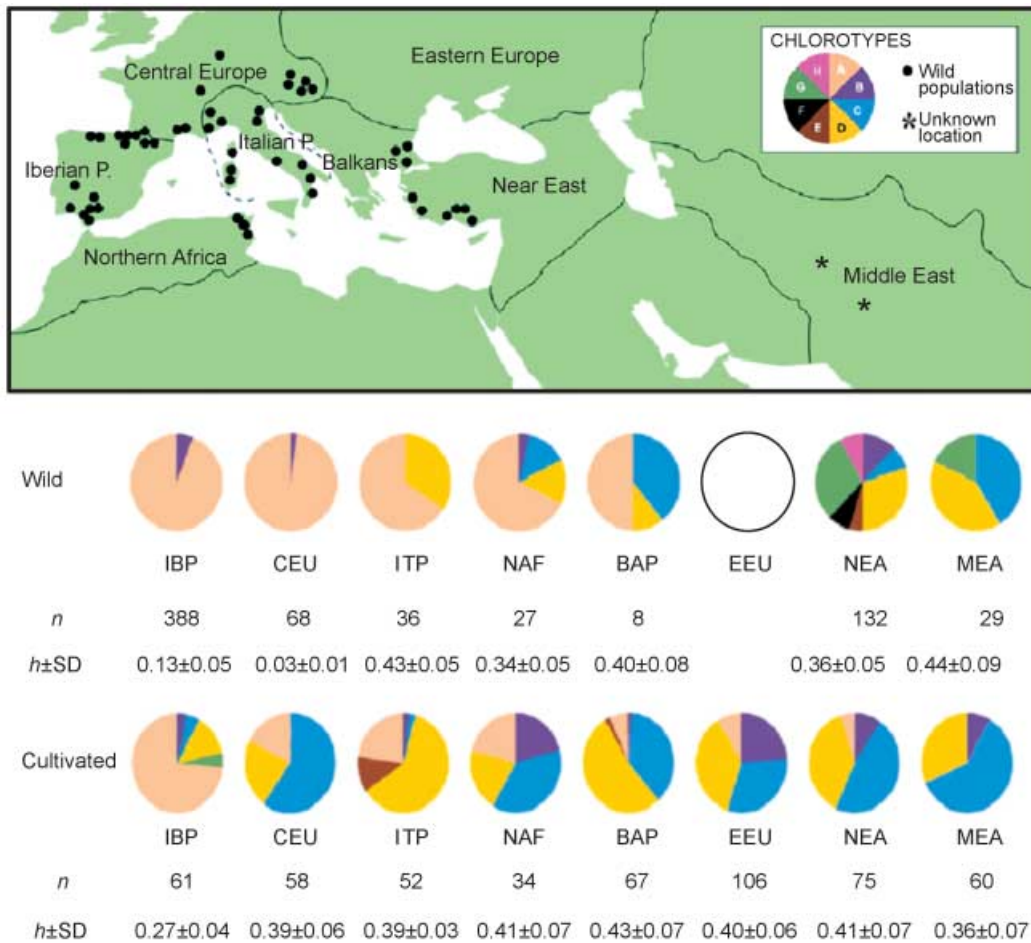 CHLOROTYPES
H A
G B
F C
E D
Wild populations
* Unknown location
Eastern Europe
Central Europe
Italian P.
Balkans
Iberian P.
Near East
Northern Africa
* Middle East
*
Wild
IBP CEU ITP NAF BAP EEU NEA MEA
n 388 68 36 27 8 132 29
h±SD 0.13±0.05 0.03±0.01 0.43±0.05 0.34±0.05 0.40±0.08 0.36±0.05 0.44±0.09
Cultivated
IBP CEU ITP NAF BAP EEU NEA MEA
n 61 58 52 34 67 106 75 60
h±SD 0.27±0.04 0.39±0.06 0.39±0.03 0.41±0.07 0.43±0.07 0.40±0.06 0.41±0.07 0.36±0.07